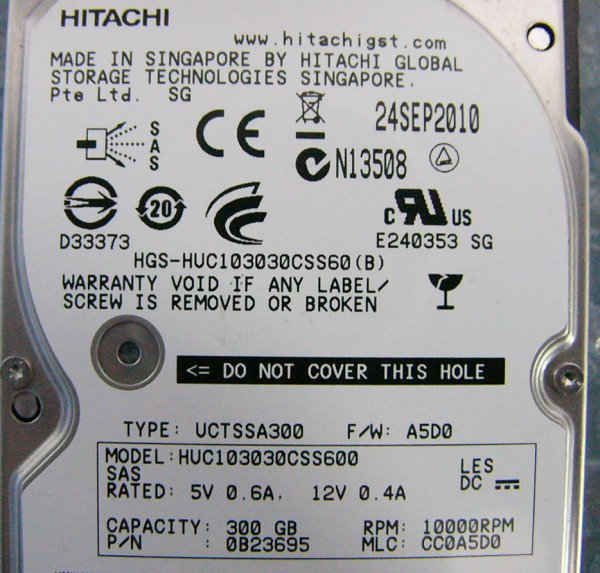 HITACHI
www.hitachigst.com
MADE IN SINGAPORE BY HITACHI GLOBAL
STORAGE TECHNOLOGIES SINGAPORE,
Pte Ltd. SG
24SEP2010
SAS
CE
N13508
20
D33373
c RU US
E240353 SG
HGS-HUC103030CSS60(B)
WARRANTY VOID IF ANY LABEL/
SCREW IS REMOVED OR BROKEN
<= DO NOT COVER THIS HOLE
TYPE: UCTSSA300 F/W: A5D0
MODEL:HUC103030CSS600
SAS
LES
RATED: 5V 0.6A, 12V 0.4A
DC
CAPACITY: 300 GB RPM: 10000RPM
P/N : 0B23695 MLC: CC0A5D0